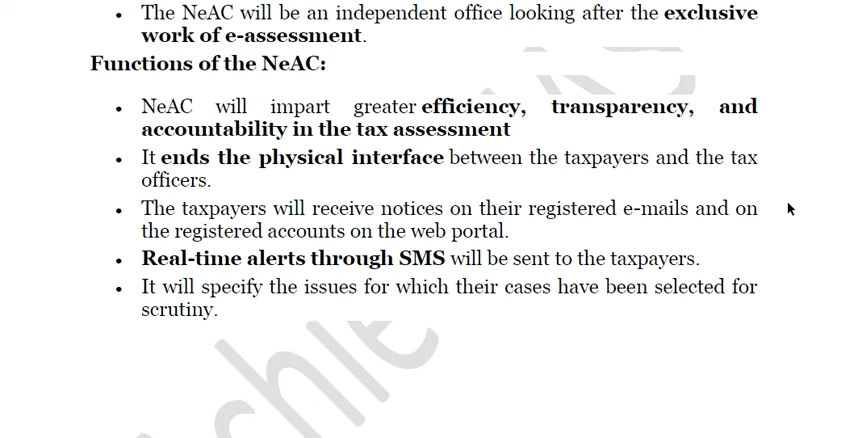 • The NeAC will be an independent office looking after the exclusive
work of e-assessment.
Functions of the NeAC:
• NeAC will impart greater efficiency, transparency, and
accountability in the tax assessment
• It ends the physical interface between the taxpayers and the tax
officers.
• The taxpayers will receive notices on their registered e-mails and on
the registered accounts on the web portal.
• Real-time alerts through SMS will be sent to the taxpayers.
• It will specify the issues for which their cases have been selected for
scrutiny.